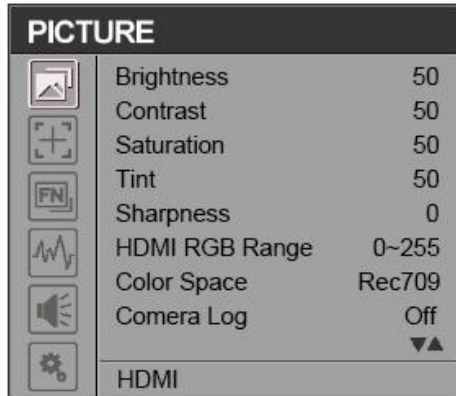 PICTURE
Brightness 50
Contrast 50
Saturation 50
Tint 50
Sharpness 0
FN
HDMI RGB Range 0~255
Color Space Rec709
Comera Log Off
▼▲
HDMI